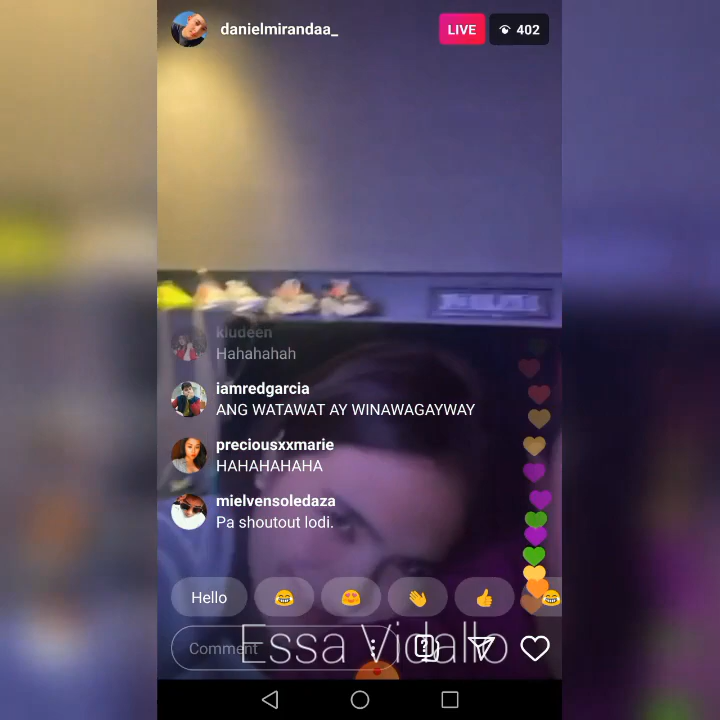 danielmirandaa_
LIVE
402
kiudeen
Hahahahah
iamredgarcia
ANG WATAWAT AY WINAWAGAYWAY
preciousxxmarie
HAHAHAHAHA
mielvensoledaza
Pa shoutout lodi.
Hello
Comment
Essa Vidallo